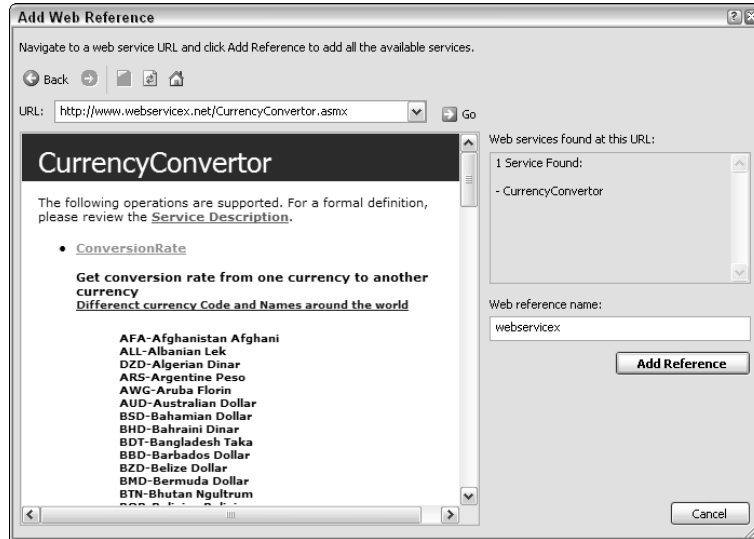 Add Web Reference
Navigate to a web service URL and click Add Reference to add all the available services.
Back
URL: http://www.webservicex.net/CurrencyConvertor.asmx Go
CurrencyConvertor
The following operations are supported. For a formal definition,
please review the Service Description.
• ConversionRate
Get conversion rate from one currency to another
currency
Differenct currency Code and Names around the world
AFA-Afghanistan Afghani
ALL-Albanian Lek
DZD-Algerian Dinar
ARS-Argentine Peso
AWG-Aruba Florin
AUD-Australian Dollar
BSD-Bahamian Dollar
BHD-Bahraini Dinar
BDT-Bangladesh Taka
BBD-Barbados Dollar
BZD-Belize Dollar
BMD-Bermuda Dollar
BTN-Bhutan Ngultrum
Web services found at this URL:
1 Service Found:
- CurrencyConvertor
Web reference name:
webservicex
Add Reference
Cancel